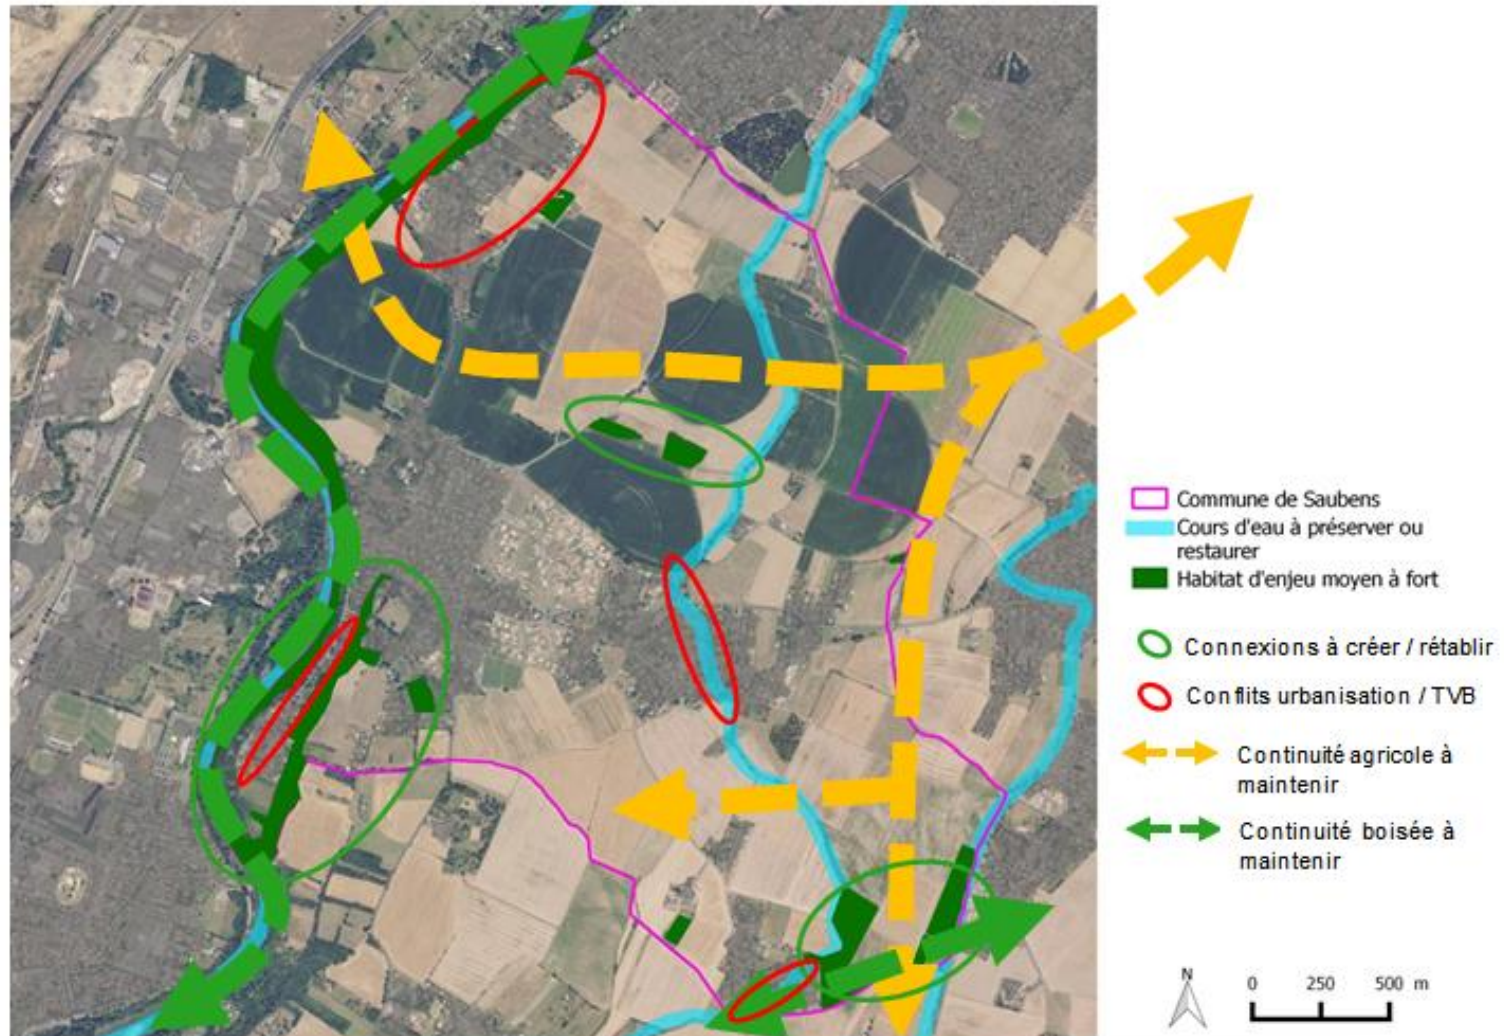 Commune de Saubens
Cours d'eau à préserver ou
restaurer
Habitat d'enjeu moyen à fort
Connexions à créer / rétablir
Conflits urbanisation / TVB
Continuité agricole à
maintenir
Continuité boisée à
maintenir
N
0 250 500 m